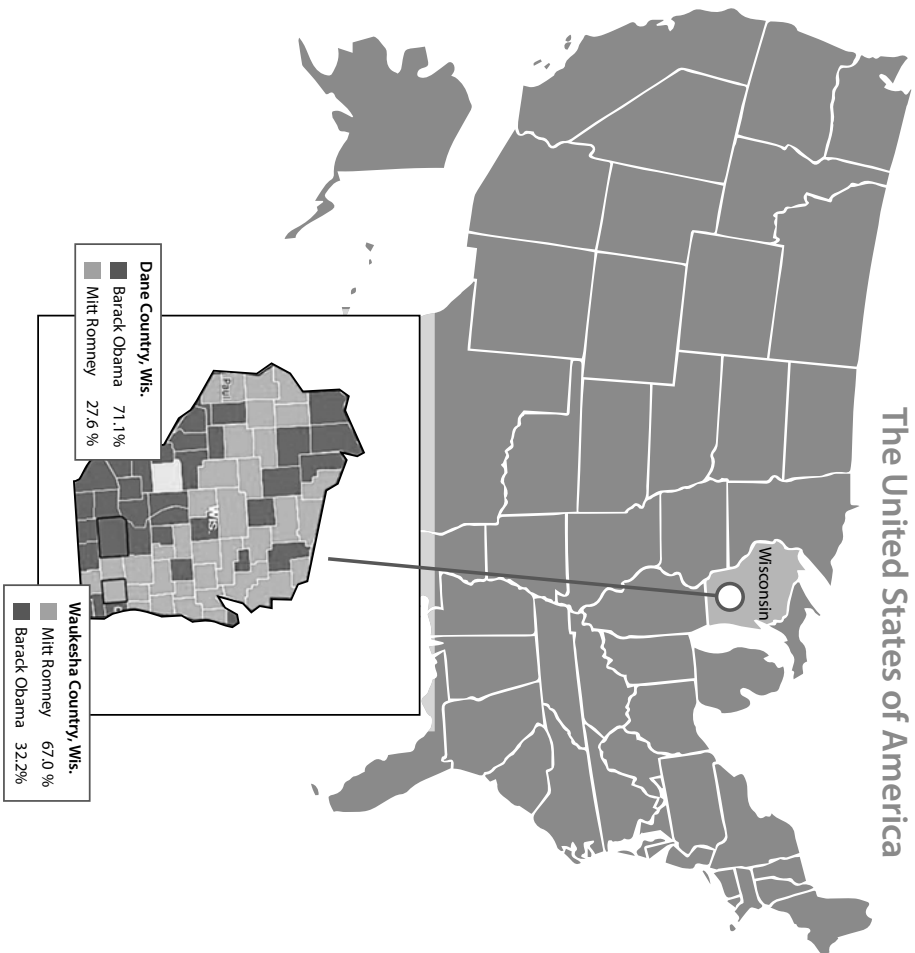 The United States of America
Wisconsin
Paul
Wis.
Dane Country, Wis.
Barack Obama 71.1%
Mitt Romney 27.6 %
Waukesha Country, Wis.
Mitt Romney 67.0 %
Barack Obama 32.2%